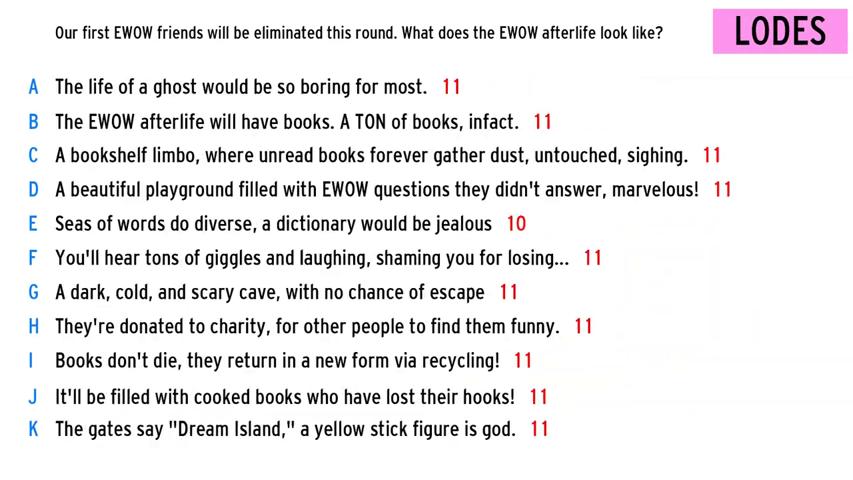 Our first EWOW friends will be eliminated this round. What does the EWOW afterlife look like?
LODES
A The life of a ghost would be so boring for most. 11
B The EWOW afterlife will have books. A TON of books, infact. 11
C A bookshelf limbo, where unread books forever gather dust, untouched, sighing. 11
D A beautiful playground filled with EWOW questions they didn't answer, marvelous! 11
E Seas of words do diverse, a dictionary would be jealous 10
F You'll hear tons of giggles and laughing, shaming you for losing... 11
G A dark, cold, and scary cave, with no chance of escape 11
H They're donated to charity, for other people to find them funny. 11
I Books don't die, they return in a new form via recycling! 11
J It'll be filled with cooked books who have lost their hooks! 11
K The gates say "Dream Island," a yellow stick figure is god. 11